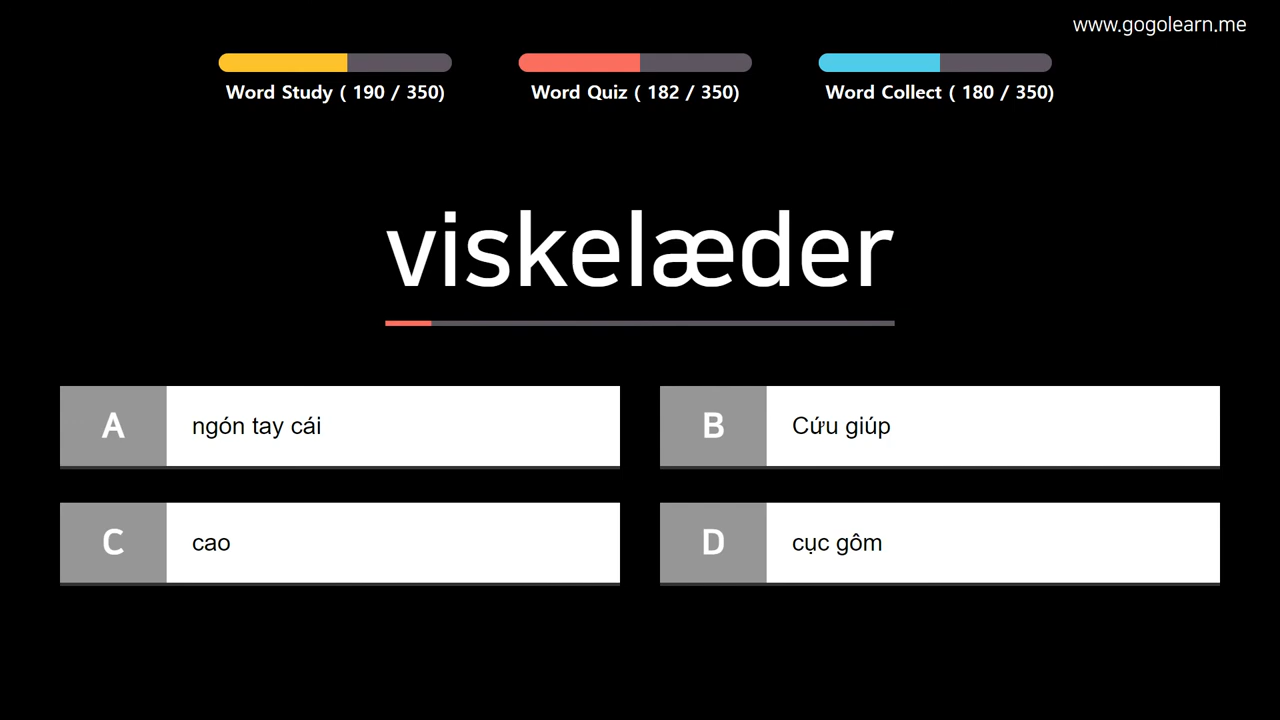 www.gogolearn.me
Word Study ( 190 / 350)
Word Quiz ( 182 / 350)
Word Collect ( 180 / 350)
viskelæder
A
ngón tay cái
B
Cứu giúp
C
cao
D
cục gôm